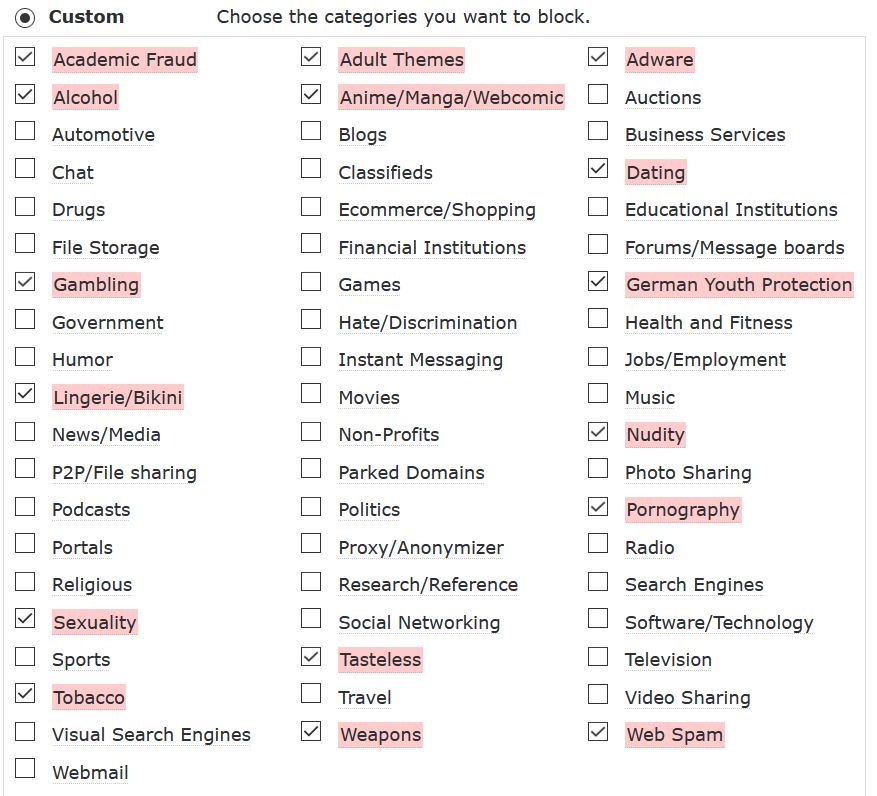 Custom Choose the categories you want to block.
Academic Fraud Adult Themes Adware
Alcohol Anime/Manga/Webcomic Auctions
Automotive Blogs Business Services
Chat Classifieds Dating
Drugs Ecommerce/Shopping Educational Institutions
File Storage Financial Institutions Forums/Message boards
Gambling Games German Youth Protection
Government Hate/Discrimination Health and Fitness
Humor Instant Messaging Jobs/Employment
Lingerie/Bikini Movies Music
News/Media Non-Profits Nudity
P2P/File sharing Parked Domains Photo Sharing
Podcasts Politics Pornography
Portals Proxy/Anonymizer Radio
Religious Research/Reference Search Engines
Sexuality Social Networking Software/Technology
Sports Tasteless Television
Tobacco Travel Video Sharing
Visual Search Engines Weapons Web Spam
Webmail